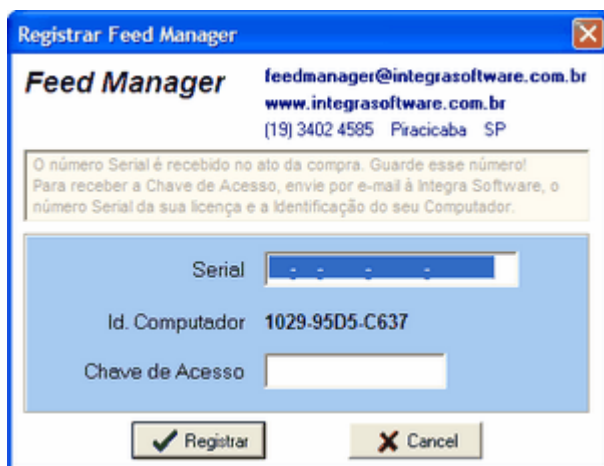 Registrar Feed Manager
Feed Manager
feedmanager@integrasoftware.com.br
www.integrasoftware.com.br
(19) 3402 4585 Piracicaba SP
O número Serial é recebido no ato da compra. Guarde esse número!
Para receber a Chave de Acesso, envie por e-mail à Integra Software, o
número Serial da sua licença e a Identificação do seu Computador.
Serial - - - -
Id. Computador 1029-95D5-C637
Chave de Acesso
Registrar Cancel